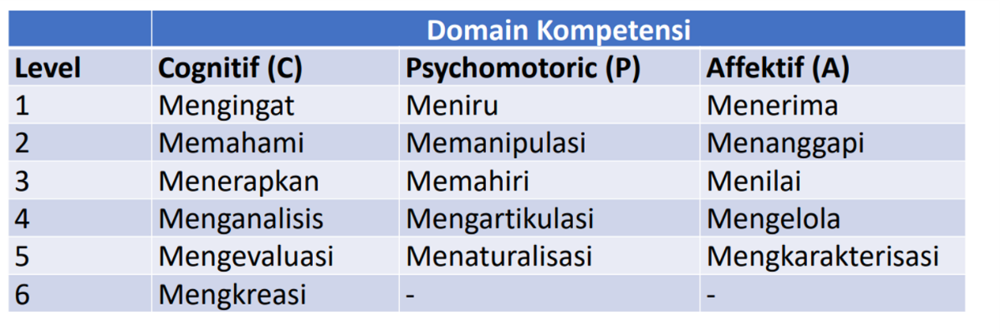 Domain Kompetensi
Level Cognitif (C) Psychomotoric (P) Affektif (A)
1 Mengingat Meniru Menerima
2 Memahami Memanipulasi Menanggapi
3 Menerapkan Memahiri Menilai
4 Menganalisis Mengartikulasi Mengelola
5 Mengevaluasi Menaturalisasi Mengkarakterisasi
6 Mengkreasi - -